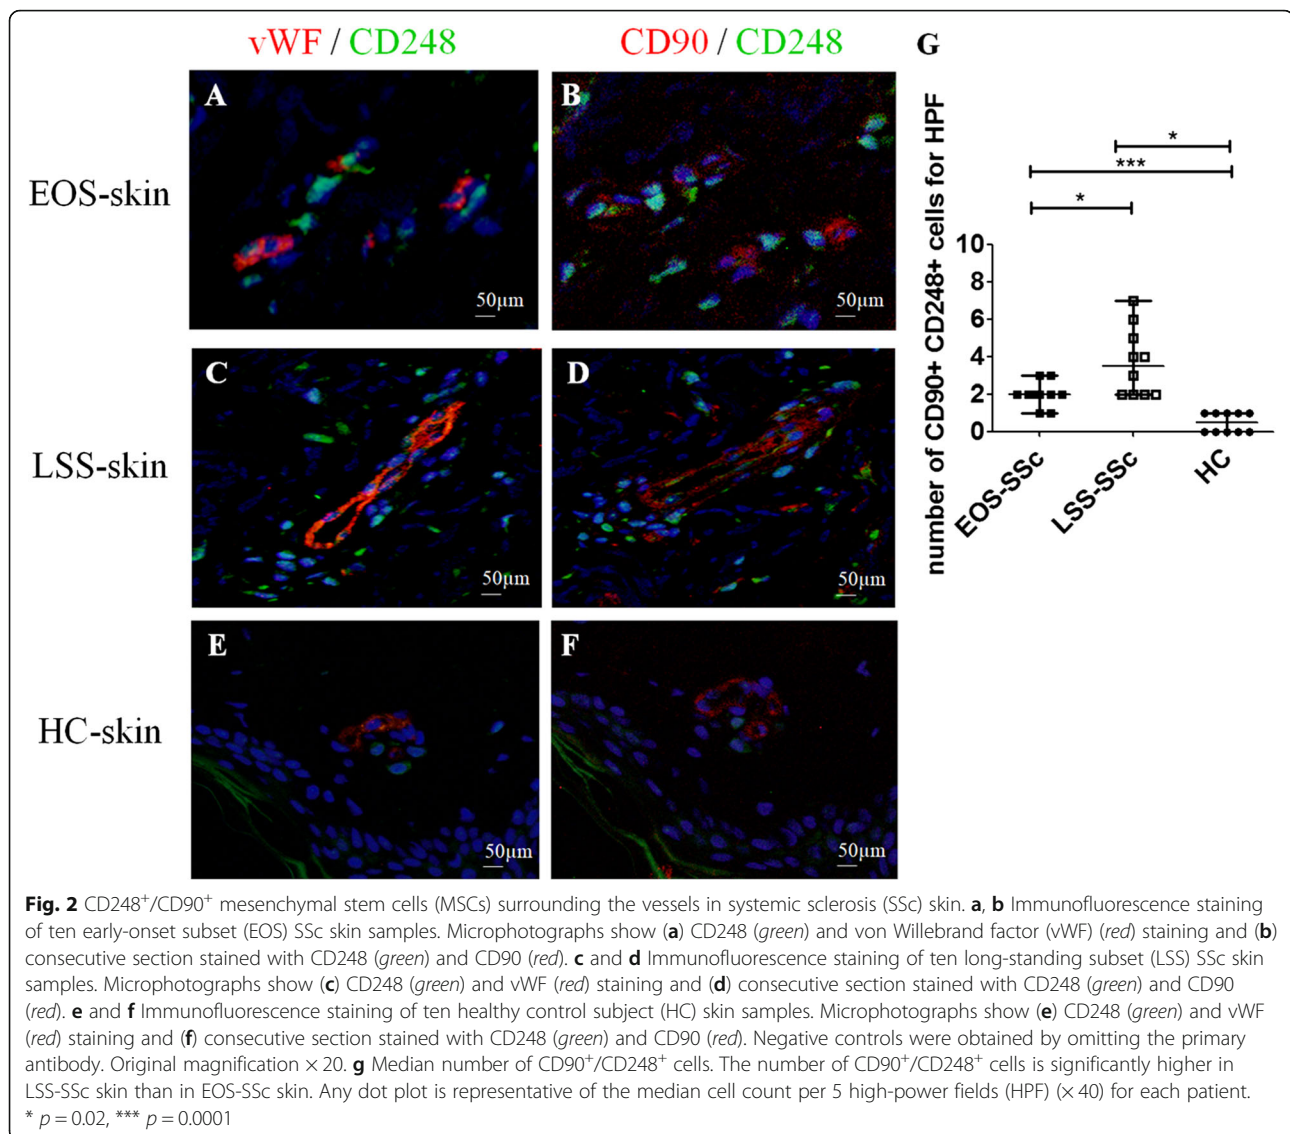 vWF / CD248
CD90 / CD248
G
A
B
EOS-skin
50µm
50µm
C
D
LSS-skin
50µm
50µm
E
F
HC-skin
50µm
50µm
number of CD90+ CD248+ cells for HPF
*
***
*
10
8
6
4
2
0
EOS-SSc
LSS-SSc
HC
Fig. 2 CD248⁺/CD90⁺ mesenchymal stem cells (MSCs) surrounding the vessels in systemic sclerosis (SSc) skin. a, b Immunofluorescence staining
of ten early-onset subset (EOS) SSc skin samples. Microphotographs show (a) CD248 (green) and von Willebrand factor (vWF) (red) staining and (b)
consecutive section stained with CD248 (green) and CD90 (red). c and d Immunofluorescence staining of ten long-standing subset (LSS) SSc skin
samples. Microphotographs show (c) CD248 (green) and vWF (red) staining and (d) consecutive section stained with CD248 (green) and CD90
(red). e and f Immunofluorescence staining of ten healthy control subject (HC) skin samples. Microphotographs show (e) CD248 (green) and vWF
(red) staining and (f) consecutive section stained with CD248 (green) and CD90 (red). Negative controls were obtained by omitting the primary
antibody. Original magnification × 20. g Median number of CD90⁺/CD248⁺ cells. The number of CD90⁺/CD248⁺ cells is significantly higher in
LSS-SSc skin than in EOS-SSc skin. Any dot plot is representative of the median cell count per 5 high-power fields (HPF) (× 40) for each patient.
* p = 0.02, *** p = 0.0001